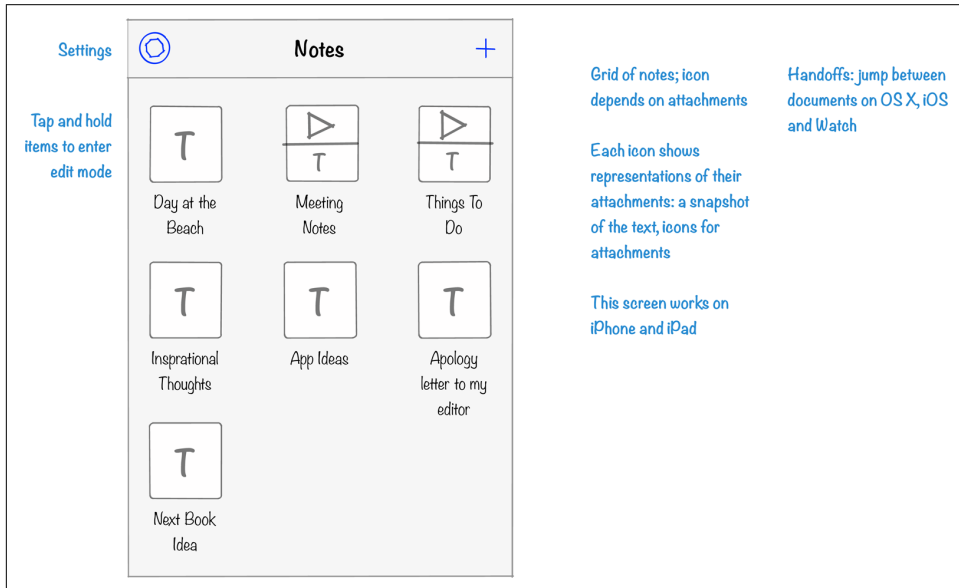 Settings
Notes
+
Tap and hold
items to enter
edit mode
T
T
T
Day at the
Beach
Meeting
Notes
Things To
Do
T
T
T
Insprational
Thoughts
App Ideas
Apology
letter to my
editor
T
Next Book
Idea
Grid of notes; icon
depends on attachments
Each icon shows
representations of their
attachments: a snapshot
of the text, icons for
attachments
This screen works on
iPhone and iPad
Handoffs: jump between
documents on OS X, iOS
and Watch